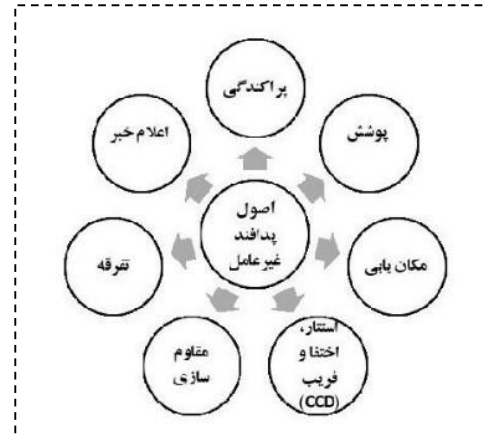 پراکندگی
پوشش
اعلام خبر
اصول
پدافند
غیرعامل
مکان یابی
تفرقه
استتار،
اختفا و
فریب
(CCD)
مقاوم
سازی